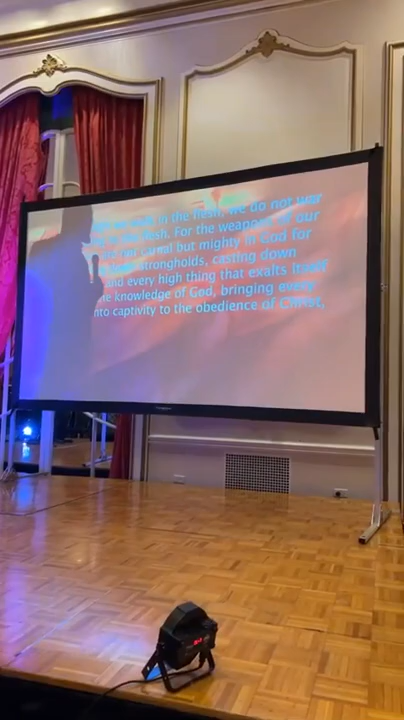 we walk in the flesh, we do not war
to the flesh. For the weapons of our
carnal but mighty in God for
strongholds, casting down
and every high thing that exalts itself
knowledge of God, bringing every
into captivity to the obedience of Christ,